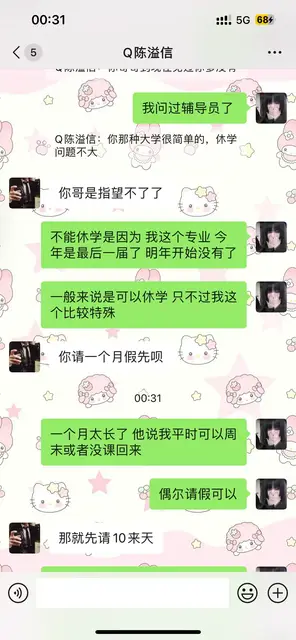 00:31
5G
68
5
Q陈溢信
我问过辅导员了
Q陈溢信：你那种大学很简单的，休学
问题不大
你哥是指望不了了
不能休学是因为 我这个专业 今
年是最后一届了 明年开始没有了
一般来说是可以休学 只不过我这
个比较特殊
你请一个月假先呗
00:31
一个月太长了 他说我平时可以周
末或者没课回来
偶尔请假可以
那就先请10来天